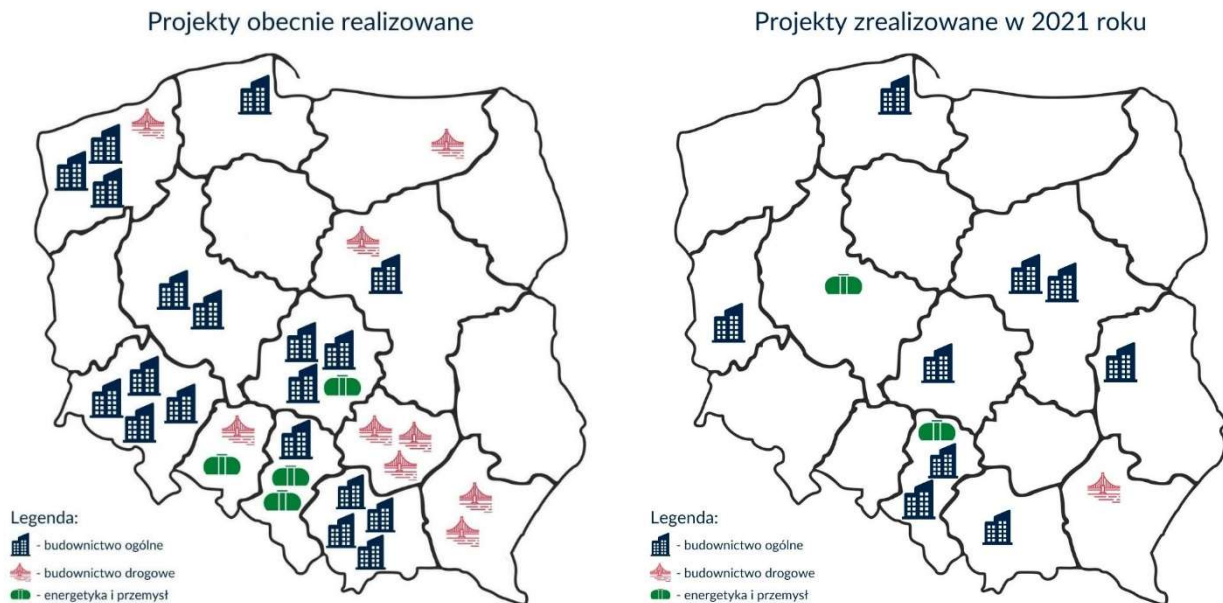 Projekty obecnie realizowane
Legenda:
- budownictwo ogólne
- budownictwo drogowe
- energetyka i przemysł
Projekty zrealizowane w 2021 roku
Legenda:
- budownictwo ogólne
- budownictwo drogowe
- energetyka i przemysł